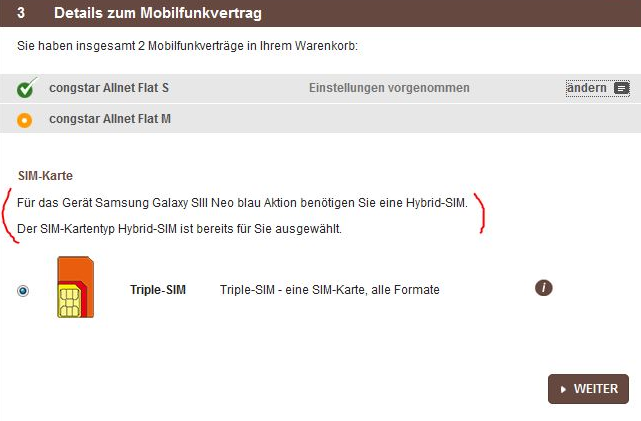 3 Details zum Mobilfunkvertrag
Sie haben insgesamt 2 Mobilfunkverträge in Ihrem Warenkorb:
congstar Allnet Flat S Einstellungen vorgenommen ändern
congstar Allnet Flat M
SIM-Karte
Für das Gerät Samsung Galaxy SIII Neo blau Aktion benötigen Sie eine Hybrid-SIM.
Der SIM-Kartentyp Hybrid-SIM ist bereits für Sie ausgewählt.
Triple-SIM Triple-SIM - eine SIM-Karte, alle Formate i
WEITER